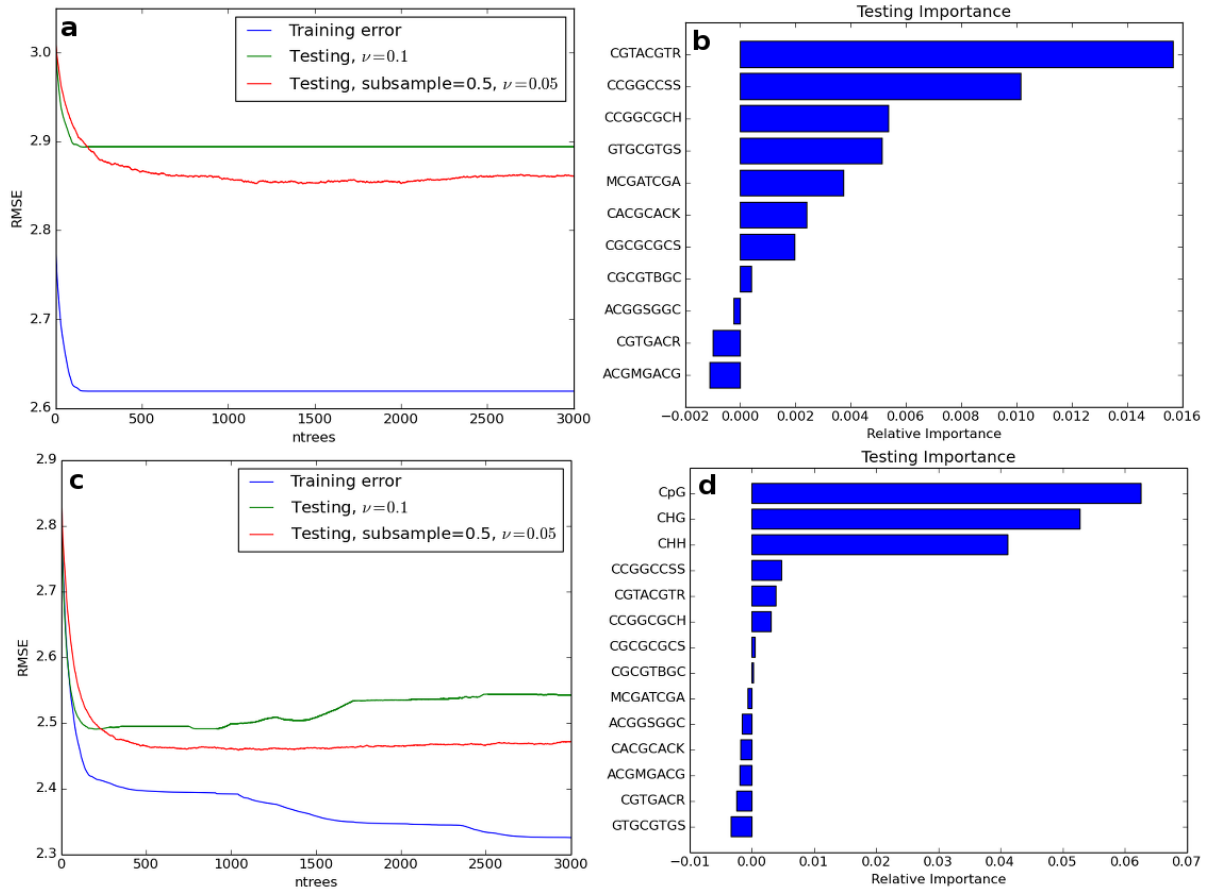 a
Training error
Testing, ν=0.1
Testing, subsample=0.5, ν=0.05
3.0
2.9
2.8
2.7
2.6
RMSE
0
500
1000
1500
2000
2500
3000
ntrees
Testing Importance
b
CGTACGTR
CCGGCCSS
CCGGCGCH
GTGCGTGS
MCGATCGA
CACGCACK
CGCGCGCS
CGCGTBGC
ACGGSGGC
CGTGACR
ACGMGACG
−0.002
0.000
0.002
0.004
0.006
0.008
0.010
0.012
0.014
0.016
Relative Importance
c
Training error
Testing, ν=0.1
Testing, subsample=0.5, ν=0.05
2.9
2.8
2.7
2.6
2.5
2.4
2.3
RMSE
0
500
1000
1500
2000
2500
3000
ntrees
Testing Importance
d
CpG
CHG
CHH
CCGGCCSS
CGTACGTR
CCGGCGCH
CGCGCGCS
CGCGTBGC
MCGATCGA
ACGGSGGC
CACGCACK
ACGMGACG
CGTGACR
GTGCGTGS
−0.01
0.00
0.01
0.02
0.03
0.04
0.05
0.06
0.07
Relative Importance